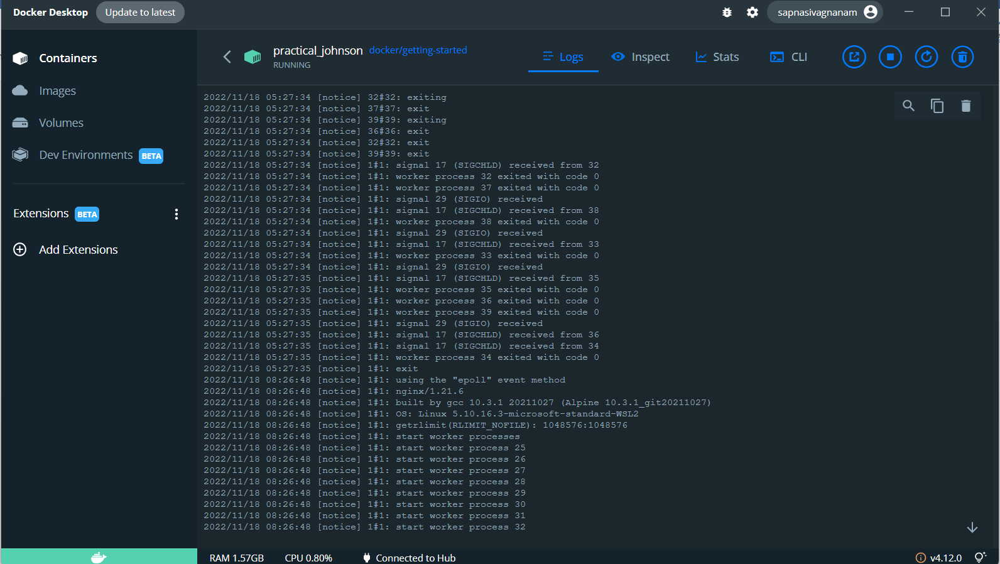 Docker Desktop Update to latest sapnasivagnanam
Containers
Images
Volumes
Dev Environments BETA
Extensions BETA
Add Extensions
practical_johnson docker/getting-started
RUNNING
Logs Inspect Stats CLI
2022/11/18 05:27:34 [notice] 32#32: exiting
2022/11/18 05:27:34 [notice] 37#37: exit
2022/11/18 05:27:34 [notice] 39#39: exiting
2022/11/18 05:27:34 [notice] 36#36: exit
2022/11/18 05:27:34 [notice] 32#32: exit
2022/11/18 05:27:34 [notice] 39#39: exit
2022/11/18 05:27:34 [notice] 1#1: signal 17 (SIGCHLD) received from 32
2022/11/18 05:27:34 [notice] 1#1: worker process 32 exited with code 0
2022/11/18 05:27:34 [notice] 1#1: worker process 37 exited with code 0
2022/11/18 05:27:34 [notice] 1#1: signal 29 (SIGIO) received
2022/11/18 05:27:34 [notice] 1#1: signal 17 (SIGCHLD) received from 38
2022/11/18 05:27:34 [notice] 1#1: worker process 38 exited with code 0
2022/11/18 05:27:34 [notice] 1#1: signal 29 (SIGIO) received
2022/11/18 05:27:34 [notice] 1#1: signal 17 (SIGCHLD) received from 33
2022/11/18 05:27:34 [notice] 1#1: worker process 33 exited with code 0
2022/11/18 05:27:34 [notice] 1#1: signal 29 (SIGIO) received
2022/11/18 05:27:35 [notice] 1#1: signal 17 (SIGCHLD) received from 35
2022/11/18 05:27:35 [notice] 1#1: worker process 35 exited with code 0
2022/11/18 05:27:35 [notice] 1#1: worker process 36 exited with code 0
2022/11/18 05:27:35 [notice] 1#1: worker process 39 exited with code 0
2022/11/18 05:27:35 [notice] 1#1: signal 29 (SIGIO) received
2022/11/18 05:27:35 [notice] 1#1: signal 17 (SIGCHLD) received from 36
2022/11/18 05:27:35 [notice] 1#1: signal 17 (SIGCHLD) received from 34
2022/11/18 05:27:35 [notice] 1#1: worker process 34 exited with code 0
2022/11/18 05:27:35 [notice] 1#1: exit
2022/11/18 08:26:48 [notice] 1#1: using the "epoll" event method
2022/11/18 08:26:48 [notice] 1#1: nginx/1.21.6
2022/11/18 08:26:48 [notice] 1#1: built by gcc 10.3.1 20211027 (Alpine 10.3.1_git20211027)
2022/11/18 08:26:48 [notice] 1#1: OS: Linux 5.10.16.3-microsoft-standard-WSL2
2022/11/18 08:26:48 [notice] 1#1: getrlimit(RLIMIT_NOFILE): 1048576:1048576
2022/11/18 08:26:48 [notice] 1#1: start worker processes
2022/11/18 08:26:48 [notice] 1#1: start worker process 25
2022/11/18 08:26:48 [notice] 1#1: start worker process 26
2022/11/18 08:26:48 [notice] 1#1: start worker process 27
2022/11/18 08:26:48 [notice] 1#1: start worker process 28
2022/11/18 08:26:48 [notice] 1#1: start worker process 29
2022/11/18 08:26:48 [notice] 1#1: start worker process 30
2022/11/18 08:26:48 [notice] 1#1: start worker process 31
2022/11/18 08:26:48 [notice] 1#1: start worker process 32
RAM 1.57GB CPU 0.80% Connected to Hub v4.12.0